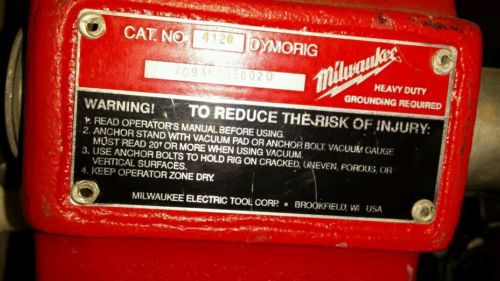 CAT. NO. 4120 DYMORIG
Milwaukee
HEAVY DUTY
GROUNDING REQUIRED
WARNING! TO REDUCE THE RISK OF INJURY:
1. READ OPERATOR'S MANUAL BEFORE USING.
2. ANCHOR STAND WITH VACUUM PAD OR ANCHOR BOLT. VACUUM GAUGE
MUST READ 20" OR MORE WHEN USING VACUUM.
3. USE ANCHOR BOLTS TO HOLD RIG ON CRACKED, UNEVEN, POROUS, OR
VERTICAL SURFACES.
4. KEEP OPERATOR ZONE DRY.
MILWAUKEE ELECTRIC TOOL CORP. • BROOKFIELD, WI USA